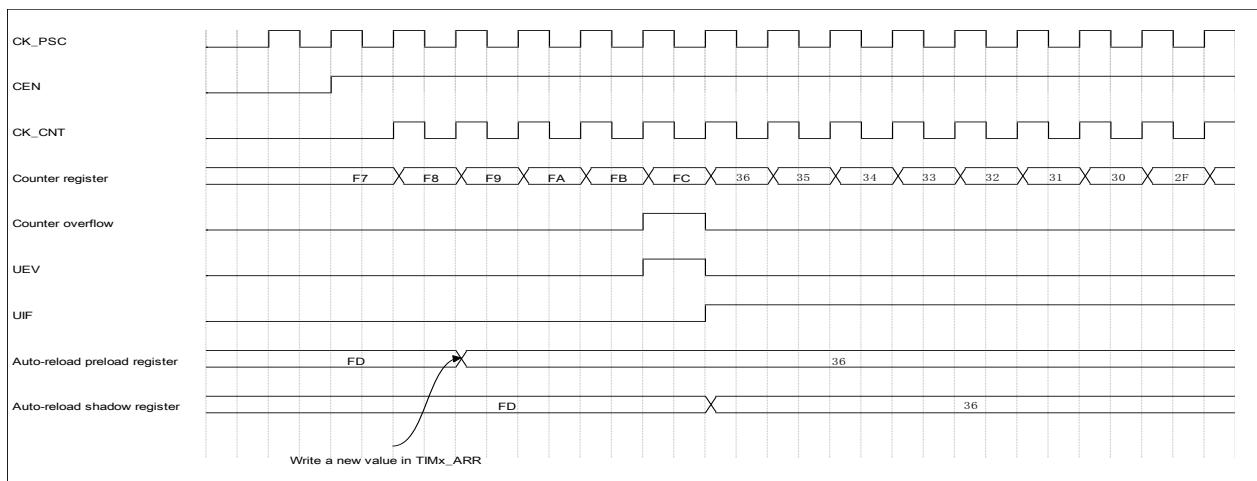 CK_PSC
CEN
CK_CNT
Counter register F7 F8 F9 FA FB FC 36 35 34 33 32 31 30 2F
Counter overflow
UEV
UIF
Auto-reload preload register FD 36
Auto-reload shadow register FD 36
Write a new value in TIMx_ARR